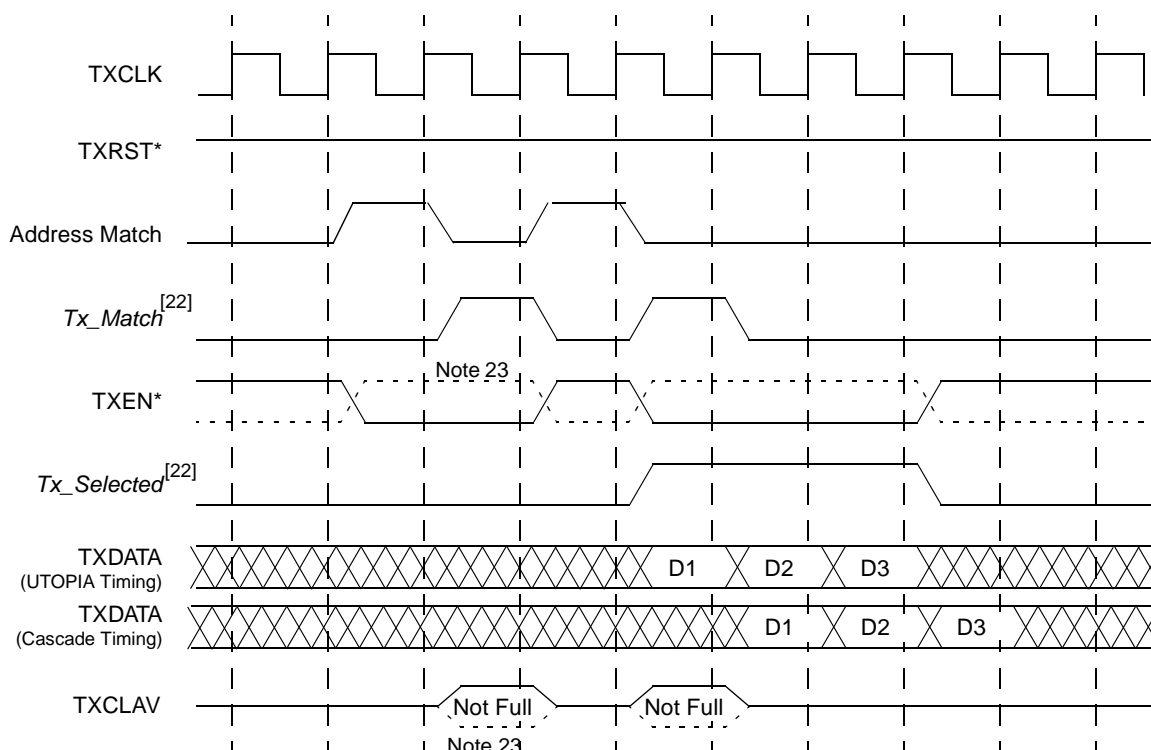 TXCLK
TXRST*
Address Match
Tx_Match[22]
Note 23
TXEN*
Tx_Selected[22]
TXDATA
(UTOPIA Timing)
D1 D2 D3
TXDATA
(Cascade Timing)
D1 D2 D3
TXCLAV
Not Full Not Full
Note 23